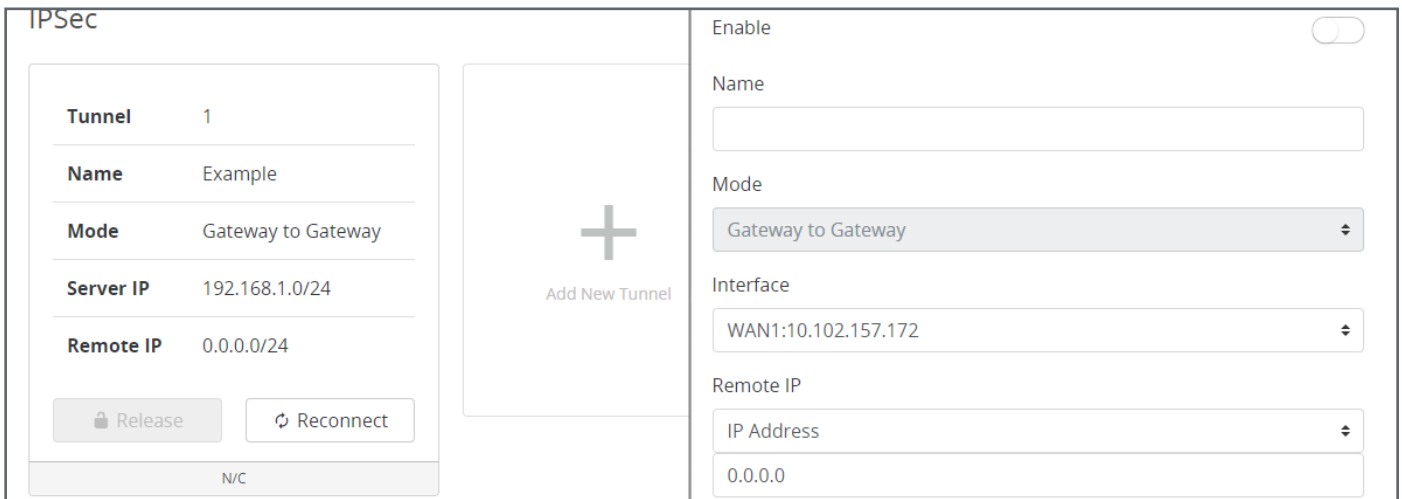 IPSec
Tunnel 1
Name Example
Mode Gateway to Gateway
Server IP 192.168.1.0/24
Remote IP 0.0.0.0/24
Release Reconnect
N/C
Add New Tunnel
Enable
Name
Mode
Gateway to Gateway
Interface
WAN1:10.102.157.172
Remote IP
IP Address
0.0.0.0